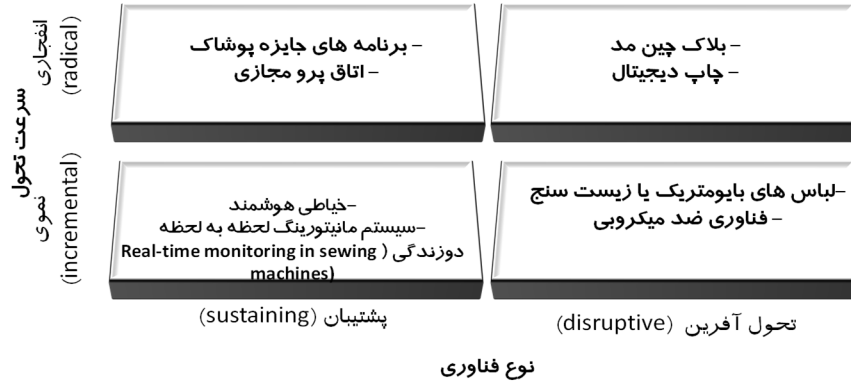 سرعت تحول
انفجاری
(radical)
– بلاک چین مد
– چاپ دیجیتال
– برنامه های جایزه پوشاک
– اتاق پرو مجازی
نموی
(incremental)
–لباس های بایومتریک یا زیست سنج
– فناوری ضد میکروبی
–خیاطی هوشمند
–سیستم مانیتورینگ لحظه به لحظه
دوزندگی ( Real-time monitoring in sewing
machines)
تحول آفرین (disruptive)
پشتیبان (sustaining)
نوع فناوری